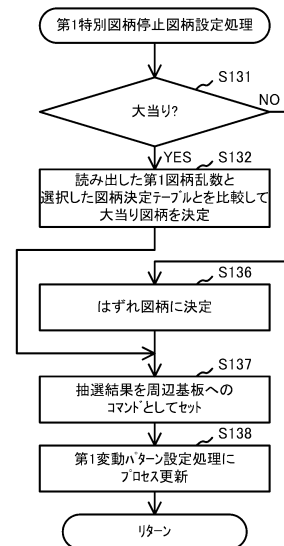 第1特別図柄停止図柄設定処理
S131
大当り?
NO
YES
S132
読み出した第1図柄乱数と
選択した図柄決定テーブルとを比較して
大当り図柄を決定
S136
はずれ図柄に決定
S137
抽選結果を周辺基板への
コマンドとしてセット
S138
第1変動パターン設定処理に
プロセス更新
リターン